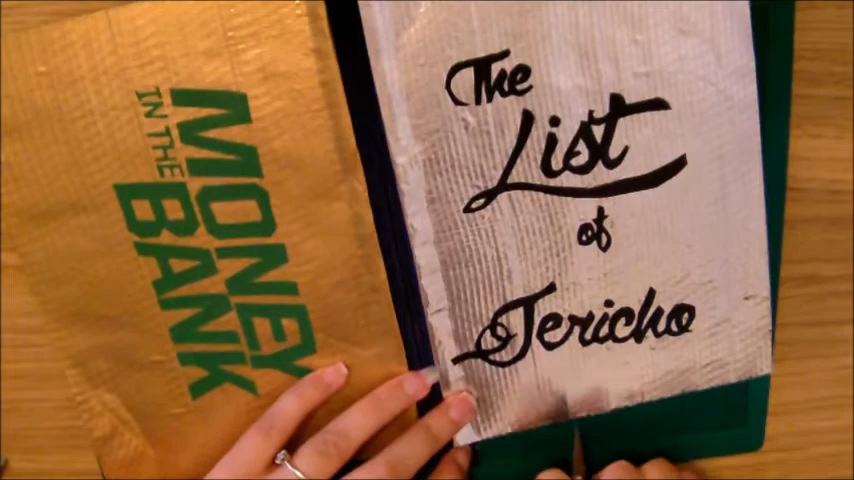 MONEY
IN THE
BANK
The
List
of
Jericho